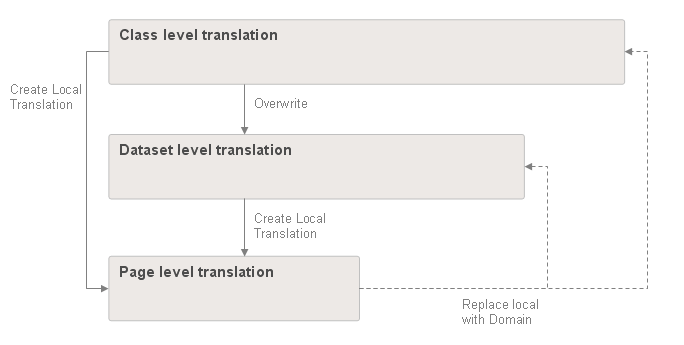 Class level translation
Create Local
Translation
Overwrite
Dataset level translation
Create Local
Translation
Page level translation
Replace local
with Domain